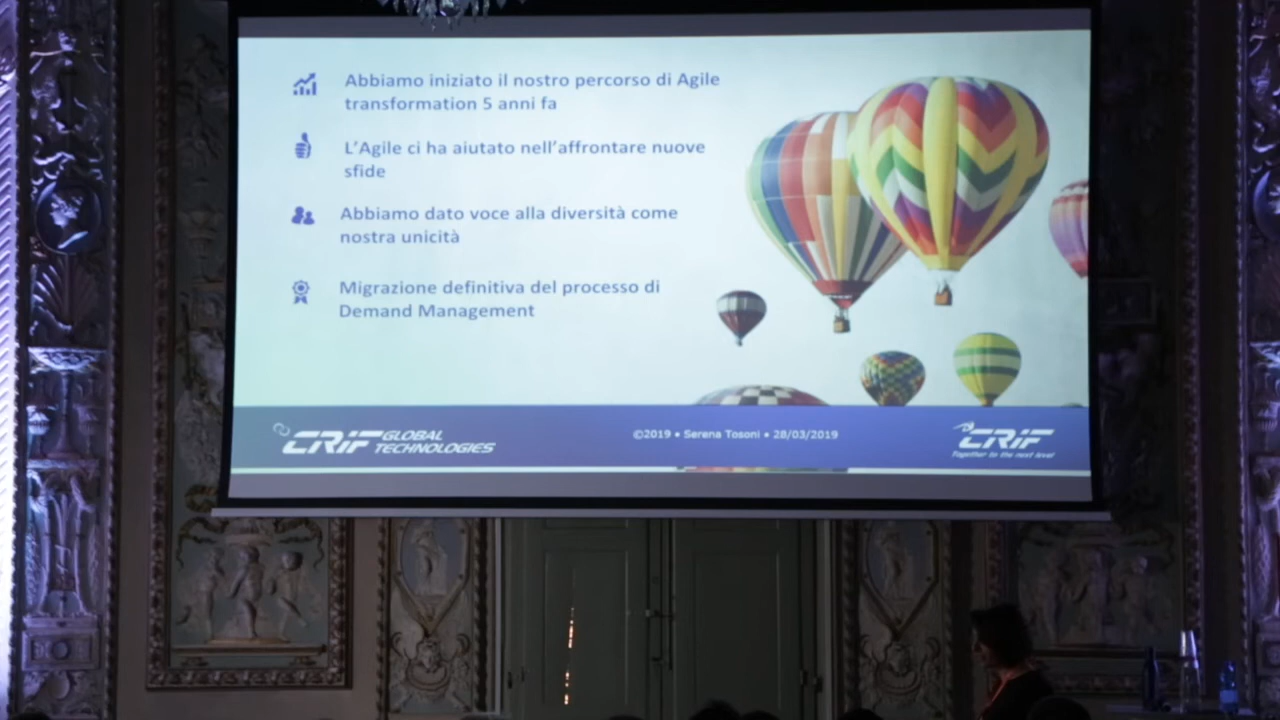 Abbiamo iniziato il nostro percorso di Agile
transformation 5 anni fa
L'Agile ci ha aiutato nell'affrontare nuove
sfide
Abbiamo dato voce alla diversità come
nostra unicità
Migrazione definitiva del processo di
Demand Management
CRIF GLOBAL
TECHNOLOGIES
©2019 • Serena Tosoni • 28/03/2019
CRIF
Together to the next level